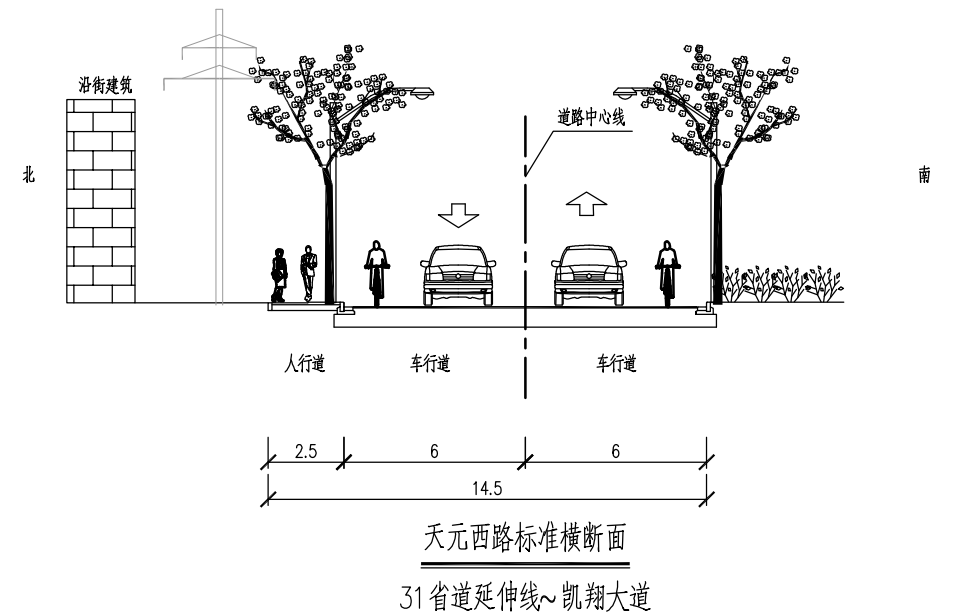 沿街建筑
道路中心线
北
南
人行道
车行道
车行道
2.5
6
6
14.5
天元西路标准横断面
31省道延伸线~凯翔大道